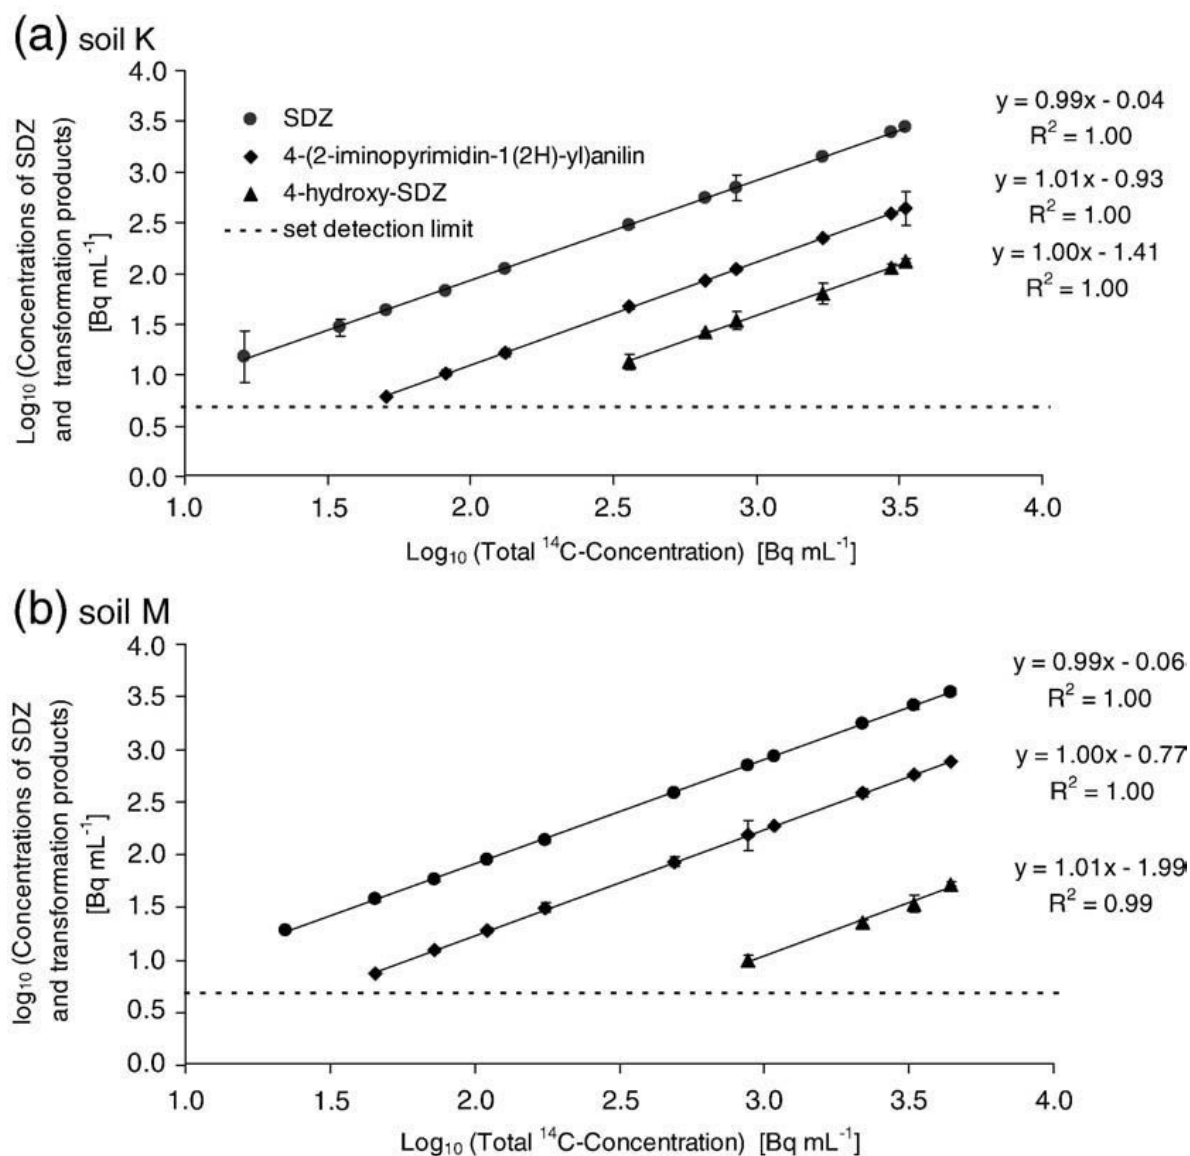 (a) soil K
Log₁₀ (Concentrations of SDZ
and transformation products)
[Bq mL⁻¹]
4.0
3.5
3.0
2.5
2.0
1.5
1.0
0.5
0.0
SDZ
4-(2-iminopyrimidin-1(2H)-yl)anilin
4-hydroxy-SDZ
set detection limit
y = 0.99x - 0.04
R² = 1.00
y = 1.01x - 0.93
R² = 1.00
y = 1.00x - 1.41
R² = 1.00
1.0 1.5 2.0 2.5 3.0 3.5 4.0
Log₁₀ (Total ¹⁴C-Concentration) [Bq mL⁻¹]
(b) soil M
log₁₀ (Concentrations of SDZ
and transformation products)
[Bq mL⁻¹]
4.0
3.5
3.0
2.5
2.0
1.5
1.0
0.5
0.0
y = 0.99x - 0.06
R² = 1.00
y = 1.00x - 0.77
R² = 1.00
y = 1.01x - 1.99
R² = 0.99
1.0 1.5 2.0 2.5 3.0 3.5 4.0
Log₁₀ (Total ¹⁴C-Concentration) [Bq mL⁻¹]